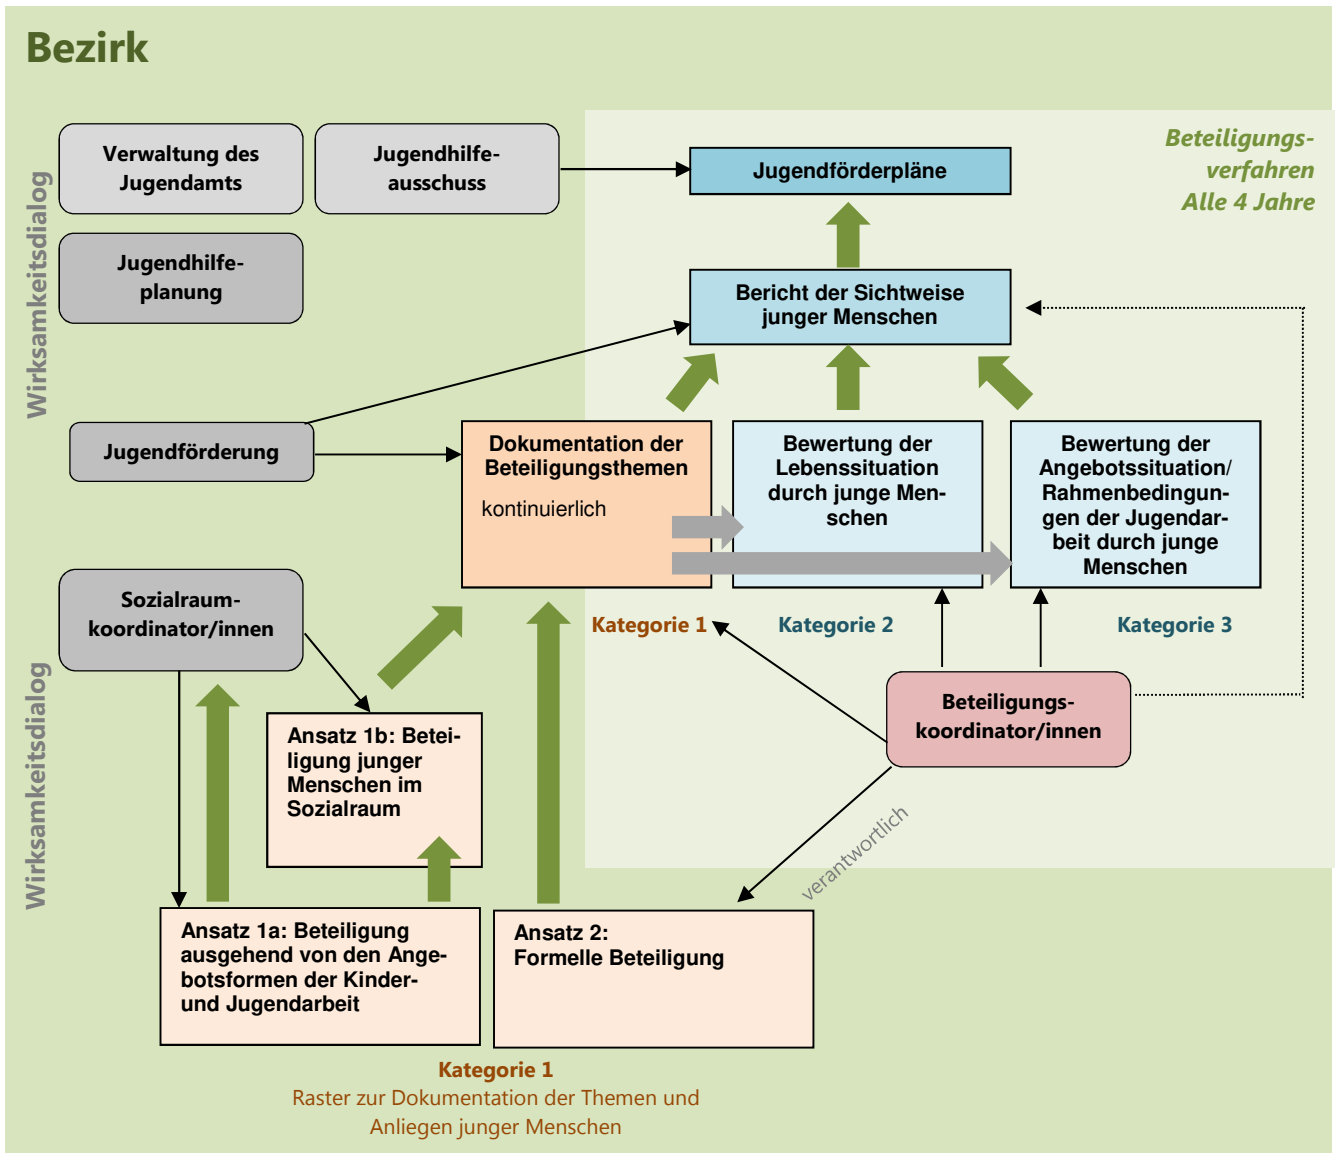 Bezirk
Wirksamkeitsdialog
Verwaltung des
Jugendamts
Jugendhilfe-
ausschuss
Jugendförderpläne
Beteiligungs-
verfahren
Alle 4 Jahre
Jugendhilfe-
planung
Bericht der Sichtweise
junger Menschen
Jugendförderung
Dokumentation der
Beteiligungsthemen
kontinuierlich
Bewertung der
Lebenssituation
durch junge Men-
schen
Bewertung der
Angebotssituation/
Rahmenbedingun-
gen der Jugendar-
beit durch junge
Menschen
Kategorie 1
Kategorie 2
Kategorie 3
Wirksamkeitsdialog
Sozialraum-
koordinator/innen
Beteiligungs-
koordinator/innen
Ansatz 1b: Betei-
ligung junger
Menschen im
Sozialraum
verantwortlich
Ansatz 1a: Beteiligung
ausgehend von den Ange-
botsformen der Kinder-
und Jugendarbeit
Ansatz 2:
Formelle Beteiligung
Kategorie 1
Raster zur Dokumentation der Themen und
Anliegen junger Menschen